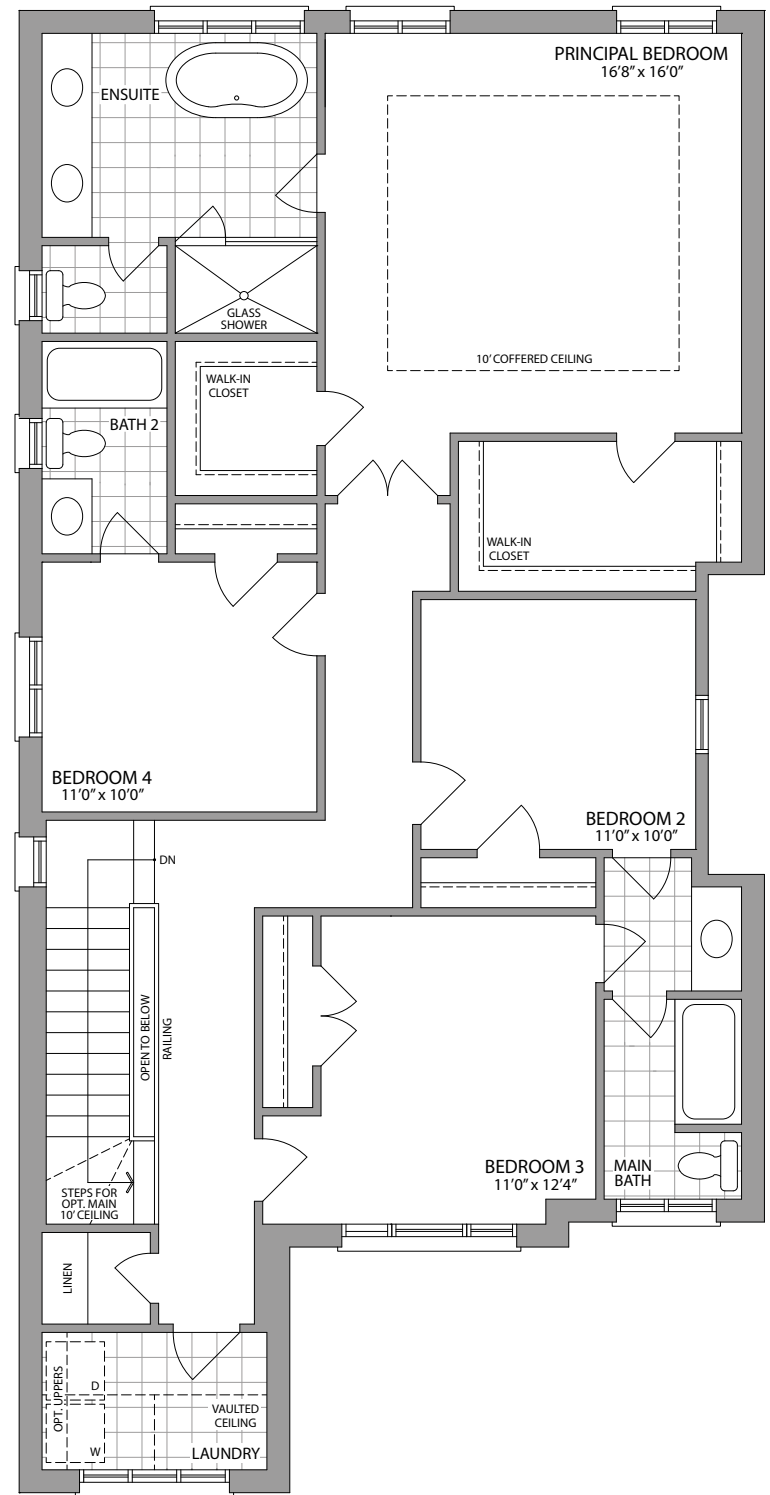 PRINCIPAL BEDROOM
16’8” x 16’0”
ENSUITE
GLASS
SHOWER
10’ COFFERED CEILING
WALK-IN
CLOSET
BATH 2
WALK-IN
CLOSET
BEDROOM 4
11’0” x 10’0”
BEDROOM 2
11’0” x 10’0”
DN
OPEN TO BELOW
RAILING
BEDROOM 3
11’0” x 12’4”
MAIN
BATH
STEPS FOR
OPT. MAIN
10’ CEILING
LINEN
OPT. UPPERS
D
W
VAULTED
CEILING
LAUNDRY